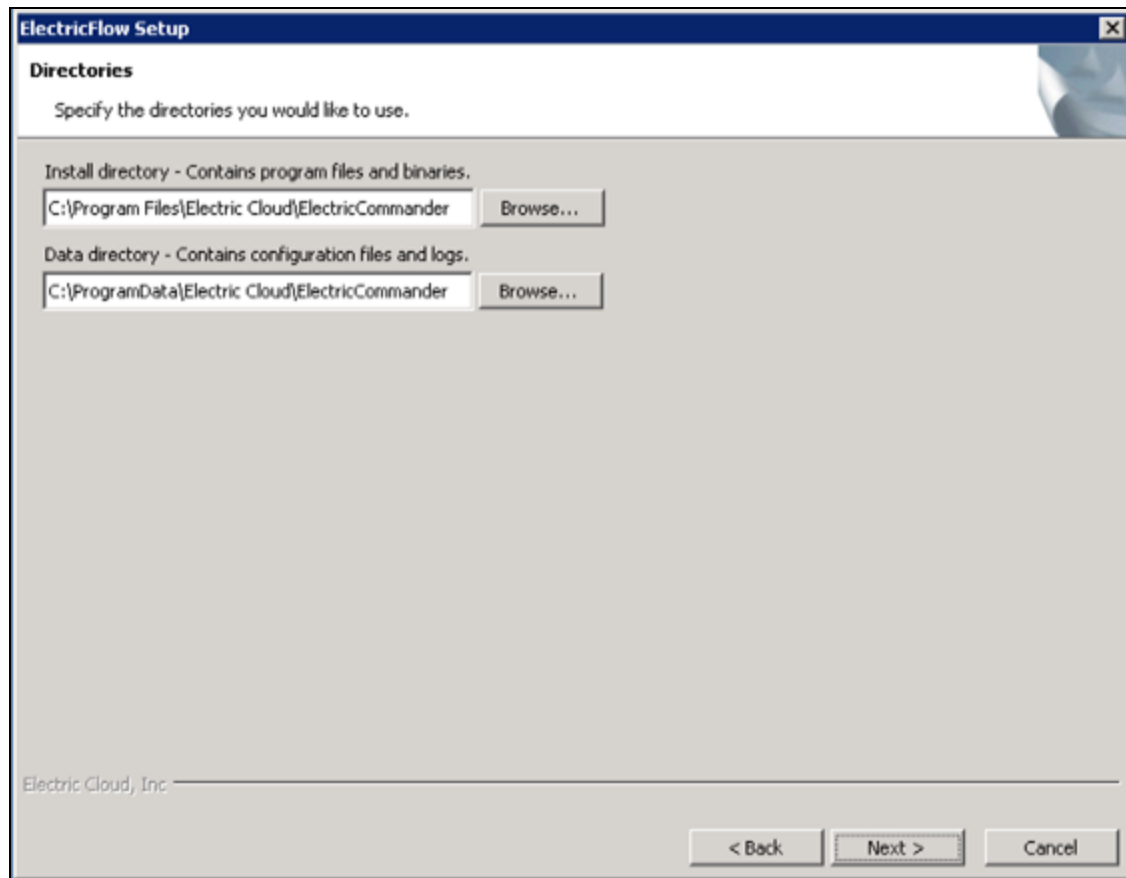 ElectricFlow Setup
Directories
Specify the directories you would like to use.
Install directory - Contains program files and binaries.
C:\Program Files\Electric Cloud\ElectricCommander Browse...
Data directory - Contains configuration files and logs.
C:\ProgramData\Electric Cloud\ElectricCommander Browse...
Electric Cloud, Inc
< Back Next > Cancel